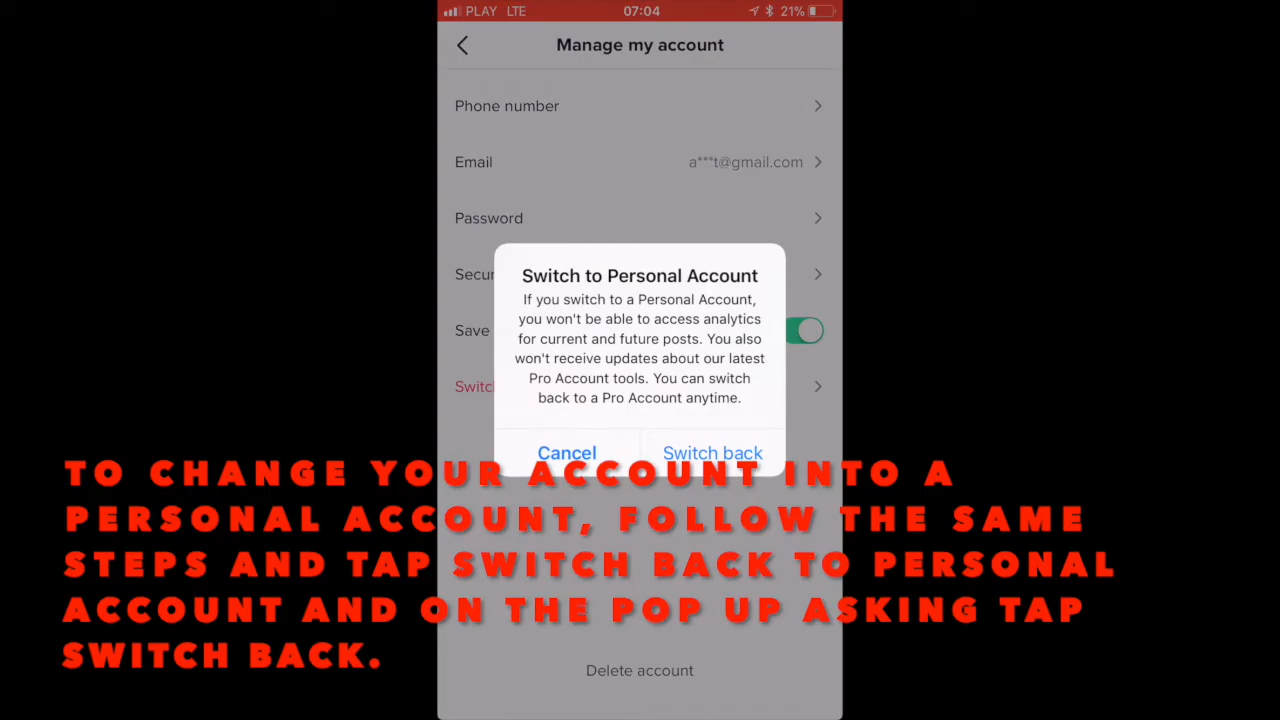 PLAY LTE 07:04 21%
Manage my account
Phone number
Email a***t@gmail.com
Password
Secur
Save
Switc
Switch to Personal Account
If you switch to a Personal Account,
you won't be able to access analytics
for current and future posts. You also
won't receive updates about our latest
Pro Account tools. You can switch
back to a Pro Account anytime.
Cancel Switch back
TO CHANGE YOUR ACCOUNT INTO A
PERSONAL ACCOUNT, FOLLOW THE SAME
STEPS AND TAP SWITCH BACK TO PERSONAL
ACCOUNT AND ON THE POP UP ASKING TAP
SWITCH BACK.
Delete account